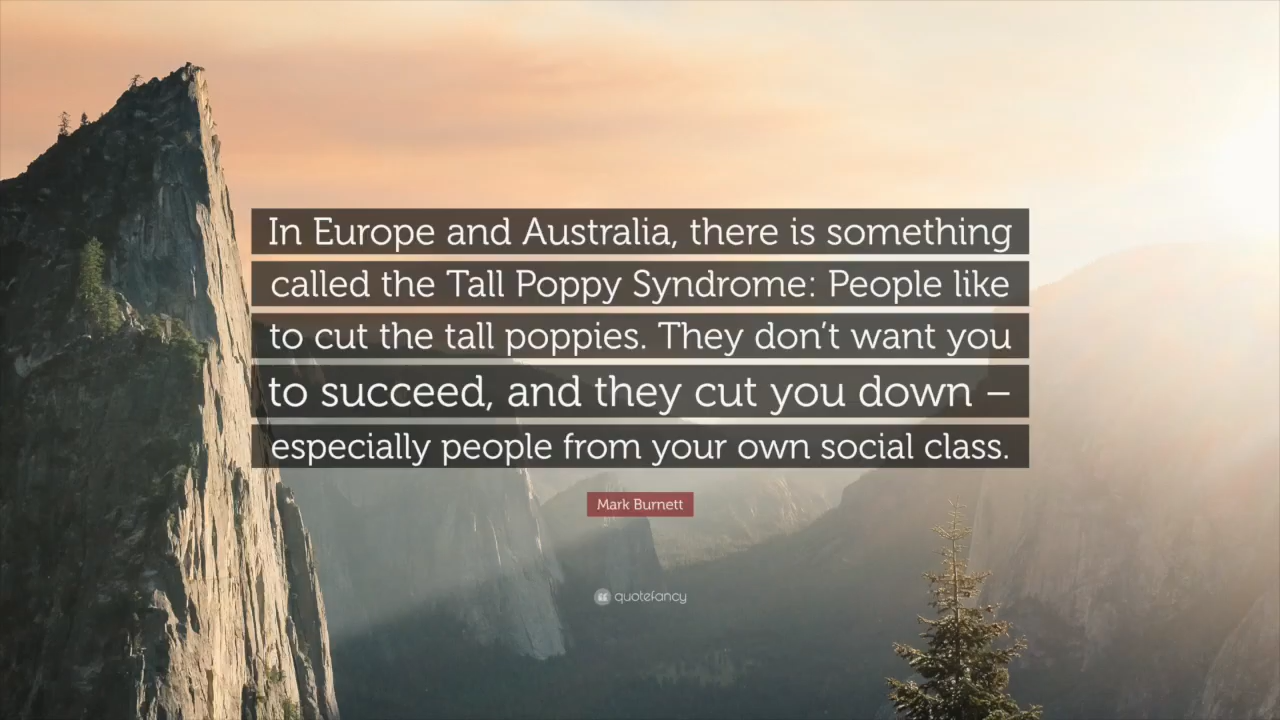 In Europe and Australia, there is something
called the Tall Poppy Syndrome: People like
to cut the tall poppies. They don’t want you
to succeed, and they cut you down –
especially people from your own social class.
Mark Burnett
quotefancy